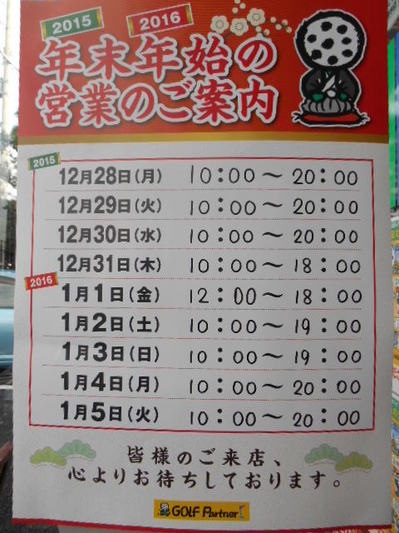 2015 2016
年末年始の
営業のご案内
2015
12月28日(月) 10:00〜20:00
12月29日(火) 10:00〜20:00
12月30日(水) 10:00〜20:00
12月31日(木) 10:00〜18:00
2016
1月1日(金) 12:00〜18:00
1月2日(土) 10:00〜19:00
1月3日(日) 10:00〜19:00
1月4日(月) 10:00〜20:00
1月5日(火) 10:00〜20:00
皆様のご来店、
心よりお待ちしております。
GOLF Partner